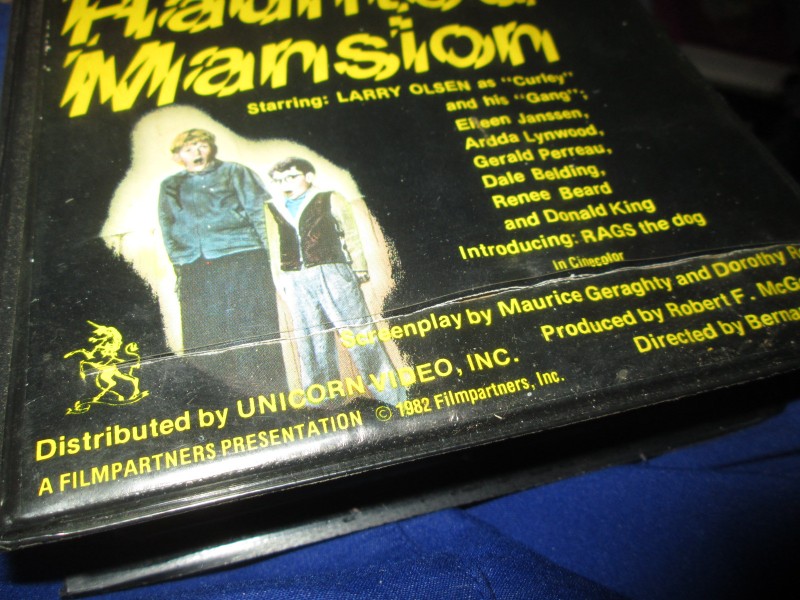 Haunted
Mansion
Starring: LARRY OLSEN as "Curley"
and his "Gang";
Eileen Janssen,
Ardda Lynwood,
Gerald Perreau,
Dale Belding,
Renee Beard
and Donald King
Introducing: RAGS the dog
in Cinecolor
Screenplay by Maurice Geraghty and Dorothy
Produced by Robert F.
Directed by
Distributed by UNICORN VIDEO, INC.
A FILMPARTNERS PRESENTATION © 1982 Filmpartners, Inc.